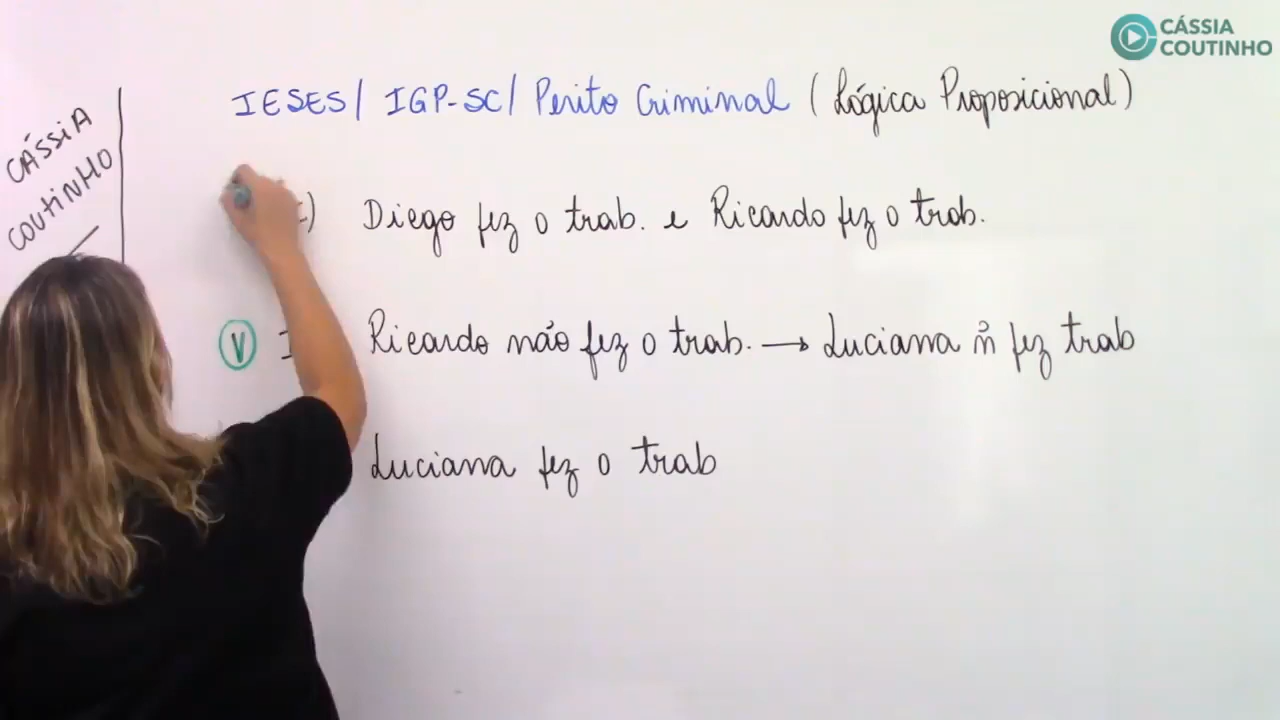 CÁSSIA
COUTINHO
IESES/ IGP-SC/ Perito Criminal (Lógica Proposicional)
CÁSSiA
COUtiNHO
) Diego fez o trab. e Ricardo fez o trab.
V Ricardo não fez o trab. → Luciana ñ fez trab
Luciana fez o trab